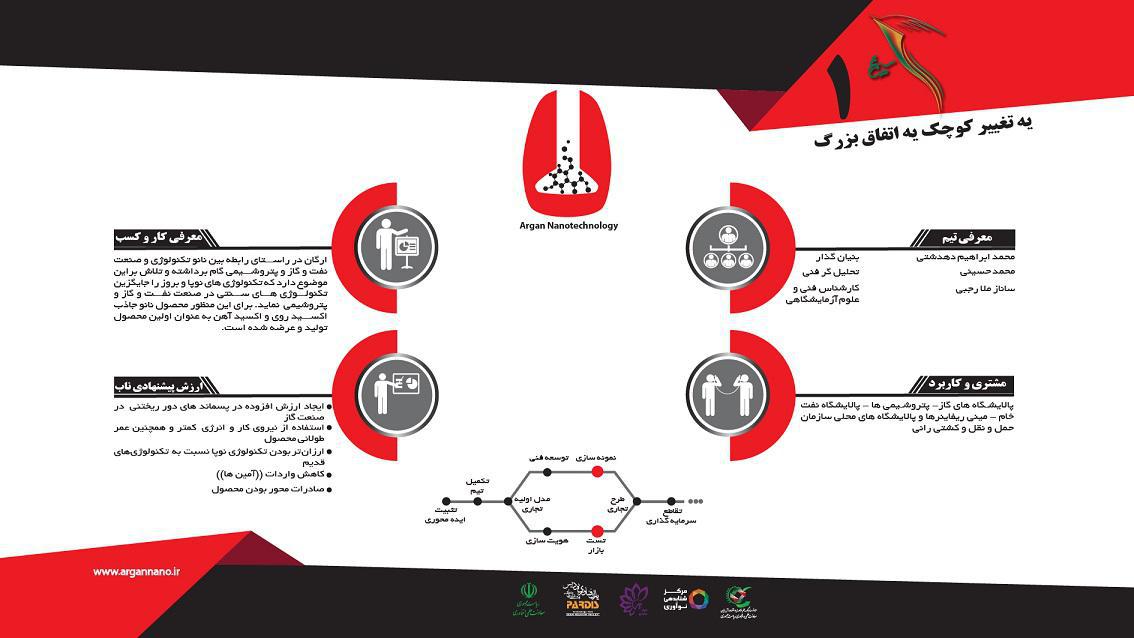 ۱
یه تغییر کوچک یه اتفاق بزرگ
Argan Nanotechnology
معرفی تیم
محمد ابراهیم دهدشتی بنیان گذار
محمدحسینی تحلیل گر فنی
ساناز ملا رجبی کارشناس فنی و
علوم آزمایشگاهی
معرفی کار و کسب
ارگان در راستای رابطه بین نانو تکنولوژی و صنعت
نفت و گاز و پتروشیمی گام برداشته و تلاش براین
موضوع دارد که تکنولوژی های نوپا و بروز را جایگزین
تکنولوژی های سنتی در صنعت نفت و گاز و
پتروشیمی نماید. برای این منظور محصول نانو جاذب
اکسید روی و اکسید آهن به عنوان اولین محصول
تولید و عرضه شده است.
مشتری و کاربرد
پالایشگاه های گاز- پتروشیمی ها - پالایشگاه نفت
خام - مینی ریفاینرها و پالایشگاه های محلی سازمان
حمل و نقل و کشتی رانی
ارزش پیشنهادی ناب
● ایجاد ارزش افزوده در پسماند های دور ریختنی در
صنعت گاز
● استفاده از نیروی کار و انرژی کمتر و همچنین عمر
طولانی محصول
● ارزان‌تر بودن تکنولوژی نوپا نسبت به تکنولوژی‌های
قدیم
● کاهش واردات ((آمین ها))
● صادرات محور بودن محصول
تثبیت
ایده محوری
تکمیل
تیم
مدل اولیه
تجاری
توسعه فنی
نمونه سازی
هویت سازی
تست
بازار
طرح
تجاری
تقاطع
سرمایه گذاری
www.argannano.ir
PARDIS
مرکز
شتابدهی
نوآوری